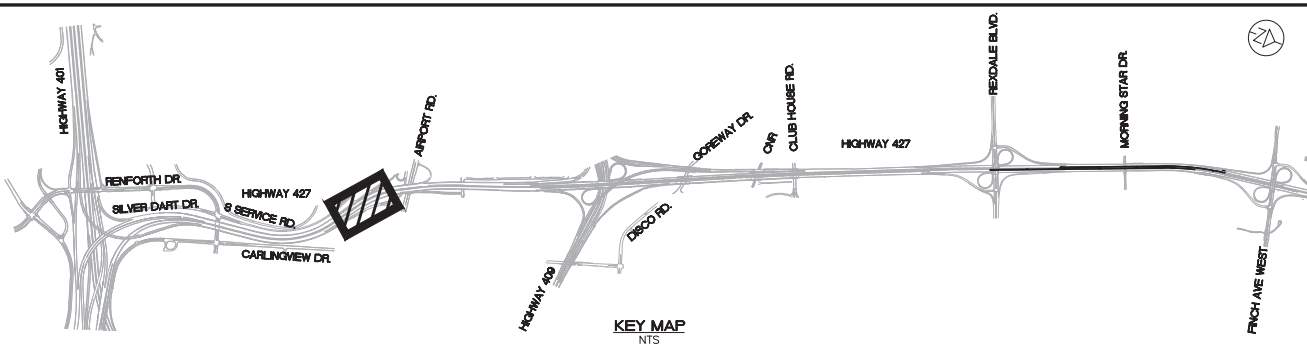 HIGHWAY 401
RENFORTH DR.
SILVER DART DR.
HIGHWAY 427
S SERVICE RD.
CARLINGVIEW DR.
AIRPORT RD.
HIGHWAY 409
DISCO RD.
GOREWAY DR.
CNR
CLUB HOUSE RD.
HIGHWAY 427
REXDALE BLVD.
MORNING STAR DR.
FINCH AVE WEST
N
KEY MAP
NTS